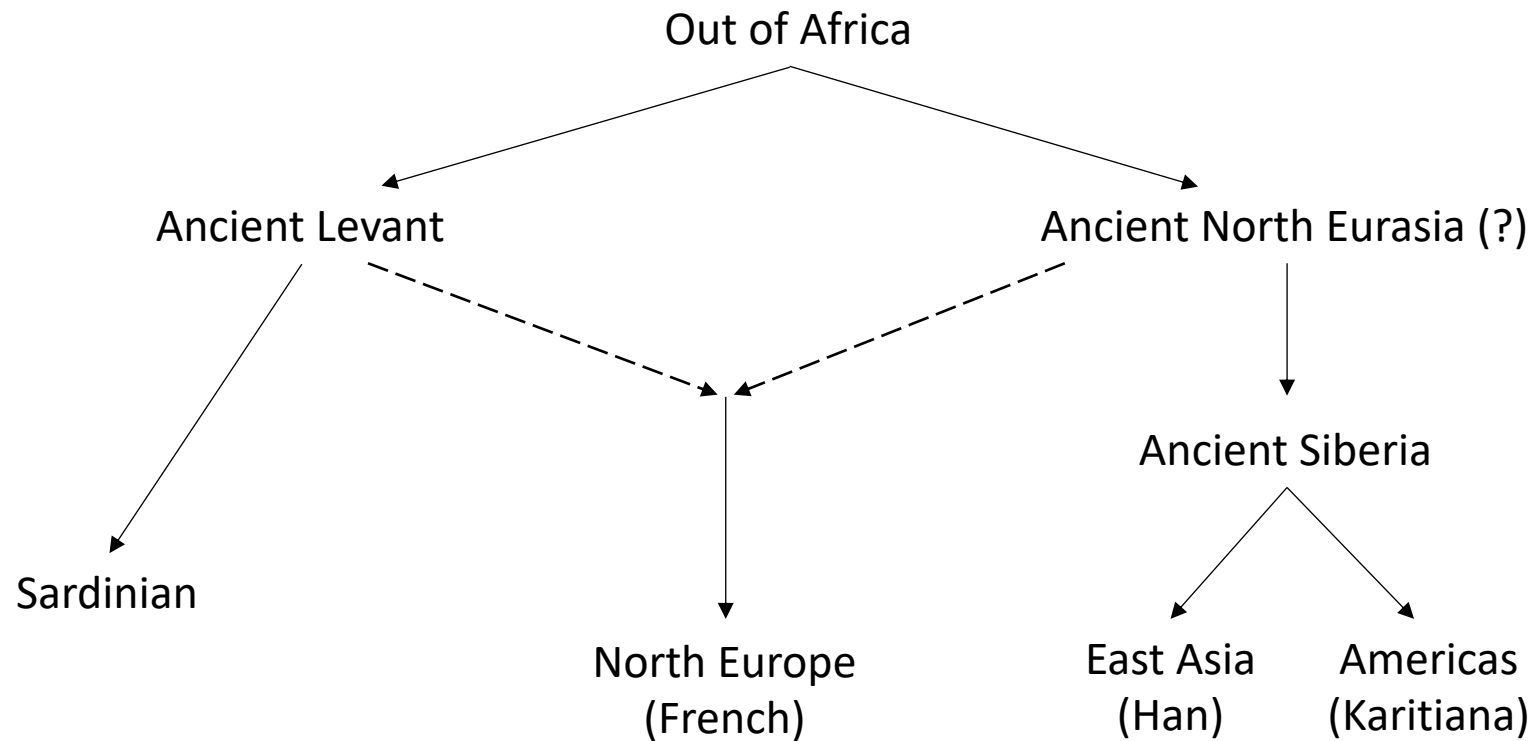 Out of Africa
Ancient Levant
Ancient North Eurasia (?)
Ancient Siberia
Sardinian
North Europe
(French)
East Asia
(Han)
Americas
(Karitiana)